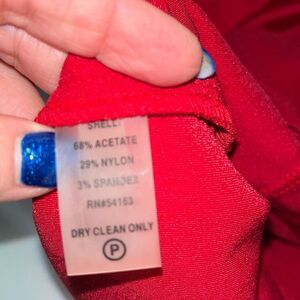 SHELL:
68% ACETATE
29% NYLON
3% SPANDEX
RN#54163
DRY CLEAN ONLY
P